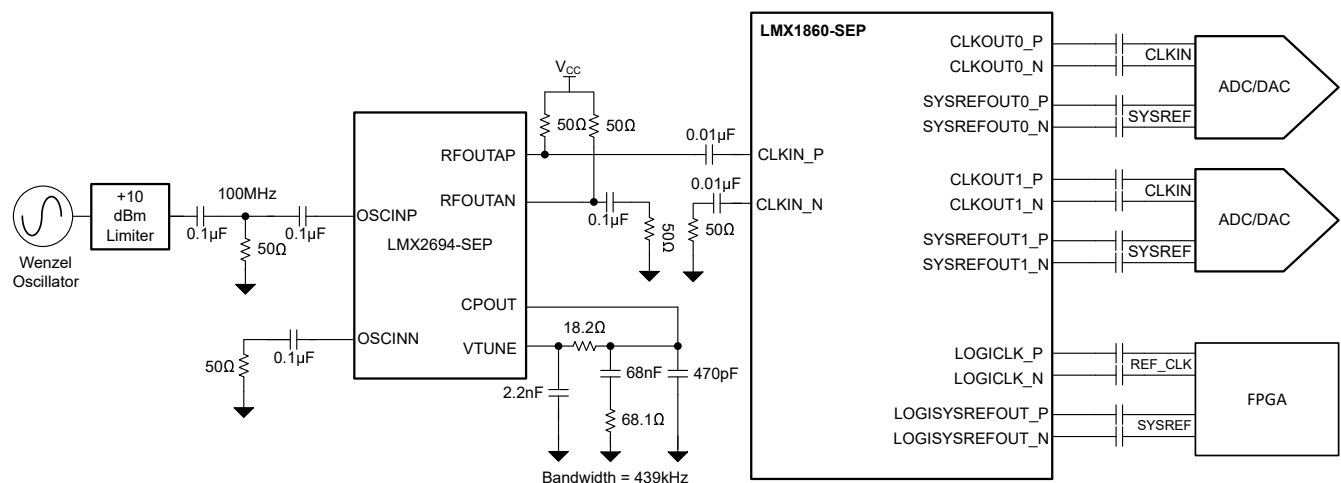 LMX1860-SEP
CLKOUT0_P
CLKOUT0_N
CLKIN
SYSREFOUT0_P
SYSREFOUT0_N
SYSREF
ADC/DAC
VCC
50Ω
50Ω
0.01µF
RFOUTAP
CLKIN_P
0.01µF
RFOUTAN
CLKIN_N
0.1µF
50Ω
50Ω
CLKOUT1_P
CLKOUT1_N
CLKIN
SYSREFOUT1_P
SYSREFOUT1_N
SYSREF
ADC/DAC
+10
dBm
Limiter
100MHz
0.1µF
50Ω
0.1µF
OSCINP
LMX2694-SEP
Wenzel
Oscillator
CPOUT
OSCINN
0.1µF
50Ω
VTUNE
18.2Ω
2.2nF
68nF
470pF
68.1Ω
Bandwidth = 439kHz
LOGICLK_P
LOGICLK_N
REF_CLK
LOGISYSREFOUT_P
LOGISYSREFOUT_N
SYSREF
FPGA